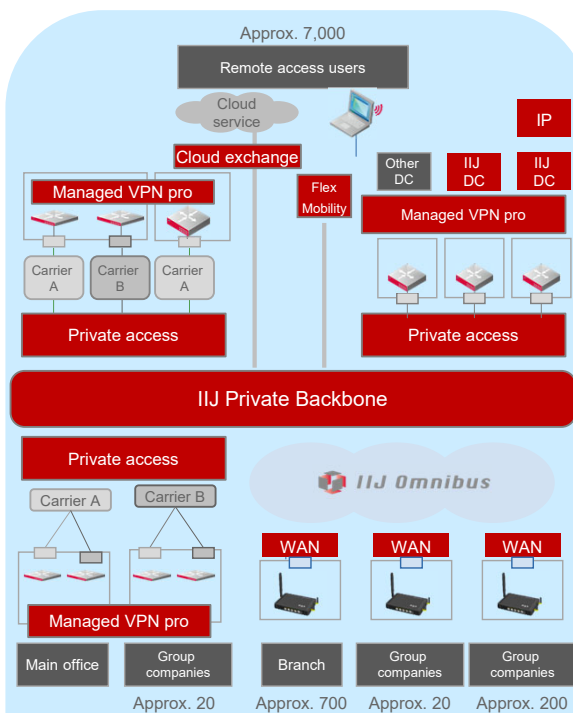 Approx. 7,000
Remote access users
Cloud
service
IP
Cloud exchange
Other
DC
IIJ
DC
IIJ
DC
Managed VPN pro
Flex
Mobility
Managed VPN pro
Carrier
A
Carrier
B
Carrier
A
Private access
Private access
IIJ Private Backbone
Private access
IIJ Omnibus
Carrier A
Carrier B
WAN
WAN
WAN
Managed VPN pro
Main office
Group
companies
Branch
Group
companies
Group
companies
Approx. 20
Approx. 700
Approx. 20
Approx. 200